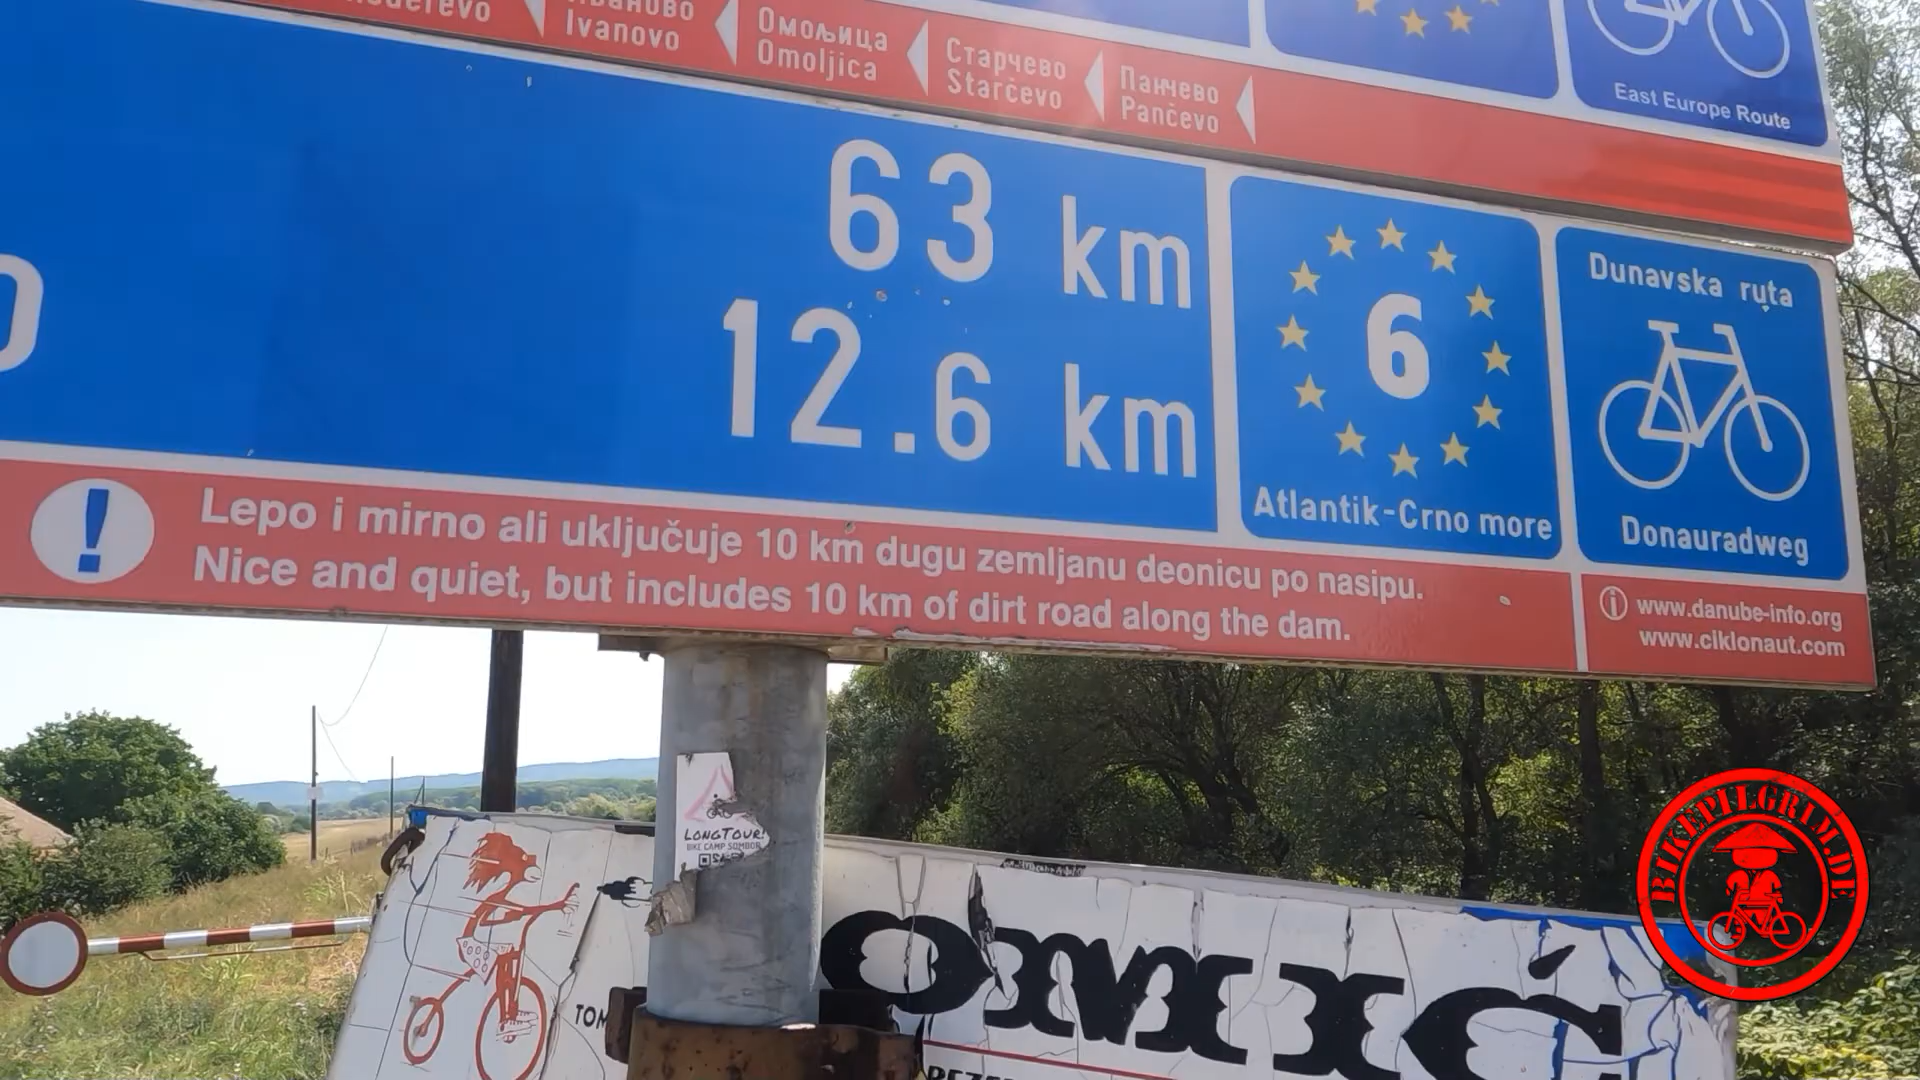 Иваново
Ivanovo
Омољица
Omoljica
Старчево
Starčevo
Панчево
Pančevo
East Europe Route
63 km
12.6 km
6
Atlantik-Crno more
Dunavska ruta
Donauradweg
! Lepo i mirno ali uključuje 10 km dugu zemljanu deonicu po nasipu.
Nice and quiet, but includes 10 km of dirt road along the dam.
i www.danube-info.org
www.ciklonaut.com
LONGTOUR!
BIKE CAMP SOMBOR
BIKEPILGRIM.DE